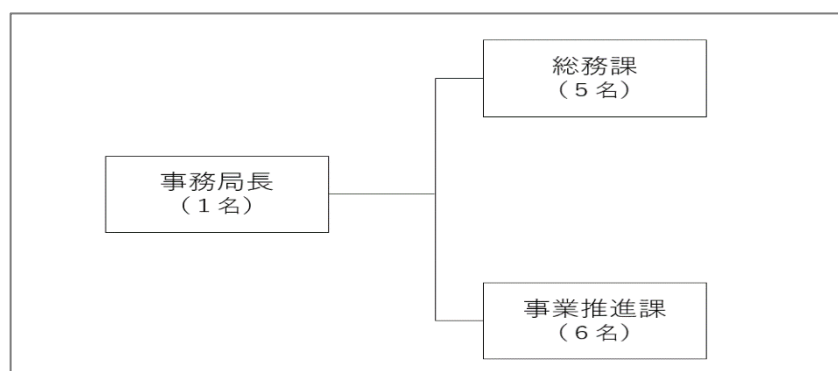 総務課
（５名）
事務局長
（１名）
事業推進課
（６名）